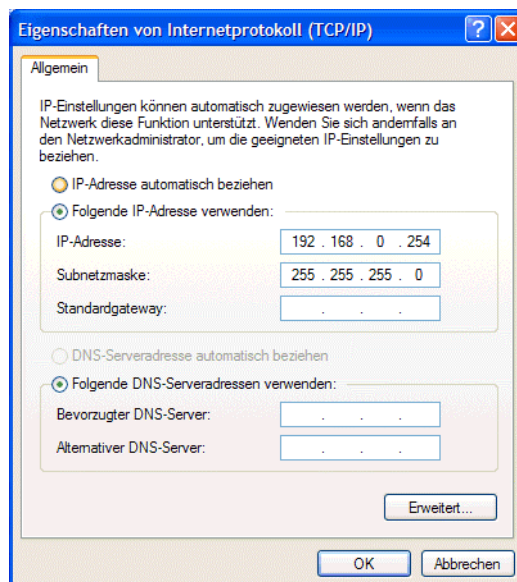 Eigenschaften von Internetprotokoll (TCP/IP)
Allgemein
IP-Einstellungen können automatisch zugewiesen werden, wenn das
Netzwerk diese Funktion unterstützt. Wenden Sie sich andernfalls an
den Netzwerkadministrator, um die geeigneten IP-Einstellungen zu
beziehen.
IP-Adresse automatisch beziehen
Folgende IP-Adresse verwenden:
IP-Adresse: 192 . 168 . 0 . 254
Subnetzmaske: 255 . 255 . 255 . 0
Standardgateway: . . .
DNS-Serveradresse automatisch beziehen
Folgende DNS-Serveradressen verwenden:
Bevorzugter DNS-Server: . . .
Alternativer DNS-Server: . . .
Erweitert...
OK Abbrechen